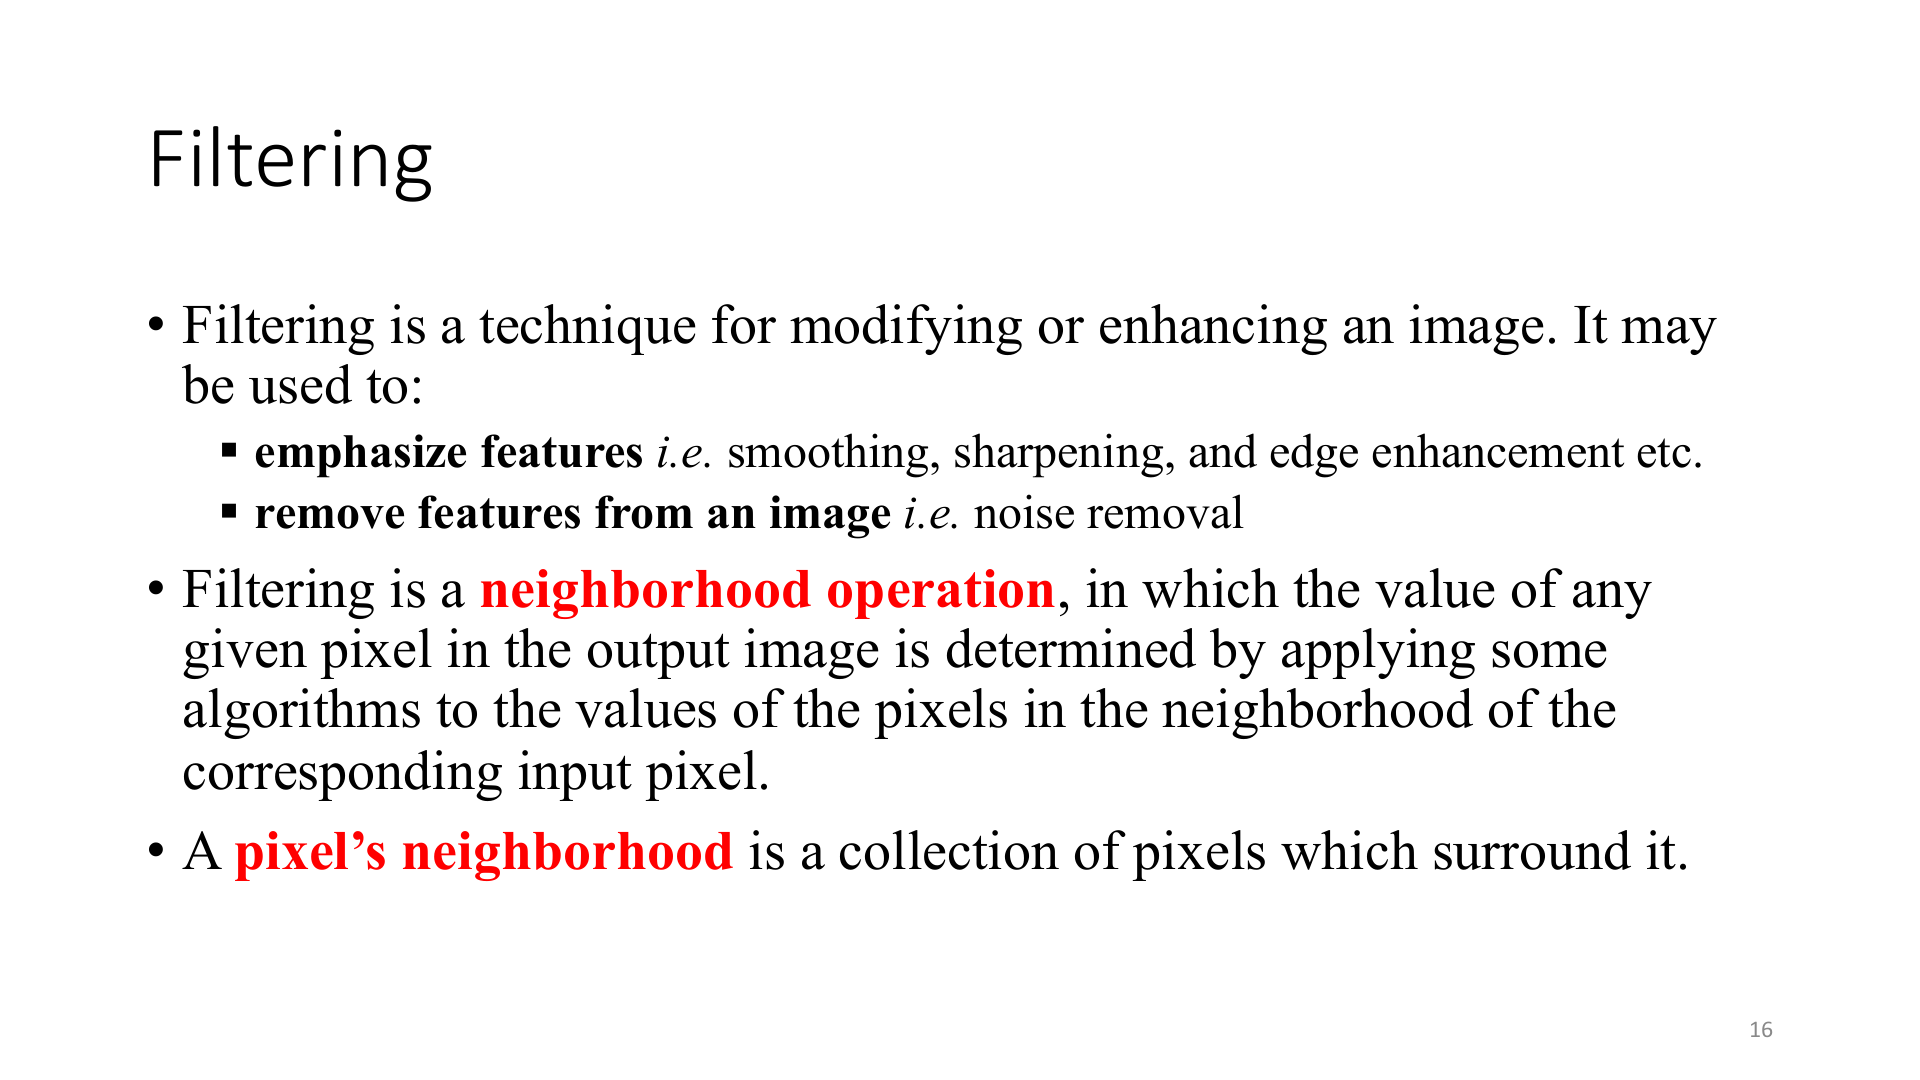 Filtering
• Filtering is a technique for modifying or enhancing an image. It may
be used to:
▪ emphasize features i.e. smoothing, sharpening, and edge enhancement etc.
▪ remove features from an image i.e. noise removal
• Filtering is a neighborhood operation, in which the value of any
given pixel in the output image is determined by applying some
algorithms to the values of the pixels in the neighborhood of the
corresponding input pixel.
• A pixel’s neighborhood is a collection of pixels which surround it.
16